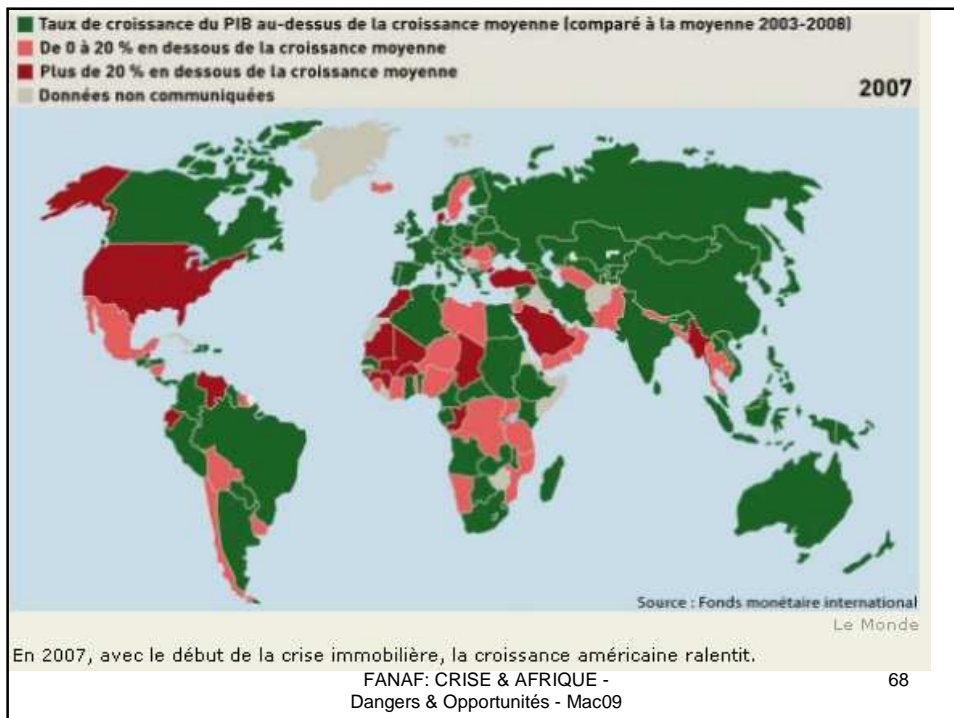 Taux de croissance du PIB au-dessus de la croissance moyenne (comparé à la moyenne 2003-2008)
De 0 à 20 % en dessous de la croissance moyenne
Plus de 20 % en dessous de la croissance moyenne
Données non communiquées
2007
Source : Fonds monétaire international
Le Monde
En 2007, avec le début de la crise immobilière, la croissance américaine ralentit.
FANAF: CRISE & AFRIQUE -
Dangers & Opportunités - Mac09
68